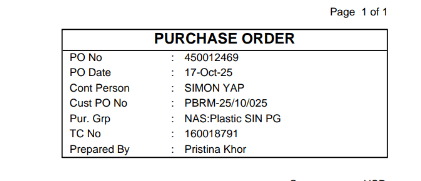 Page 1 of 1
PURCHASE ORDER
PO No : 450012469
PO Date : 17-Oct-25
Cont Person : SIMON YAP
Cust PO No : PBRM-25/10/025
Pur. Grp : NAS:Plastic SIN PG
TC No : 160018791
Prepared By : Pristina Khor